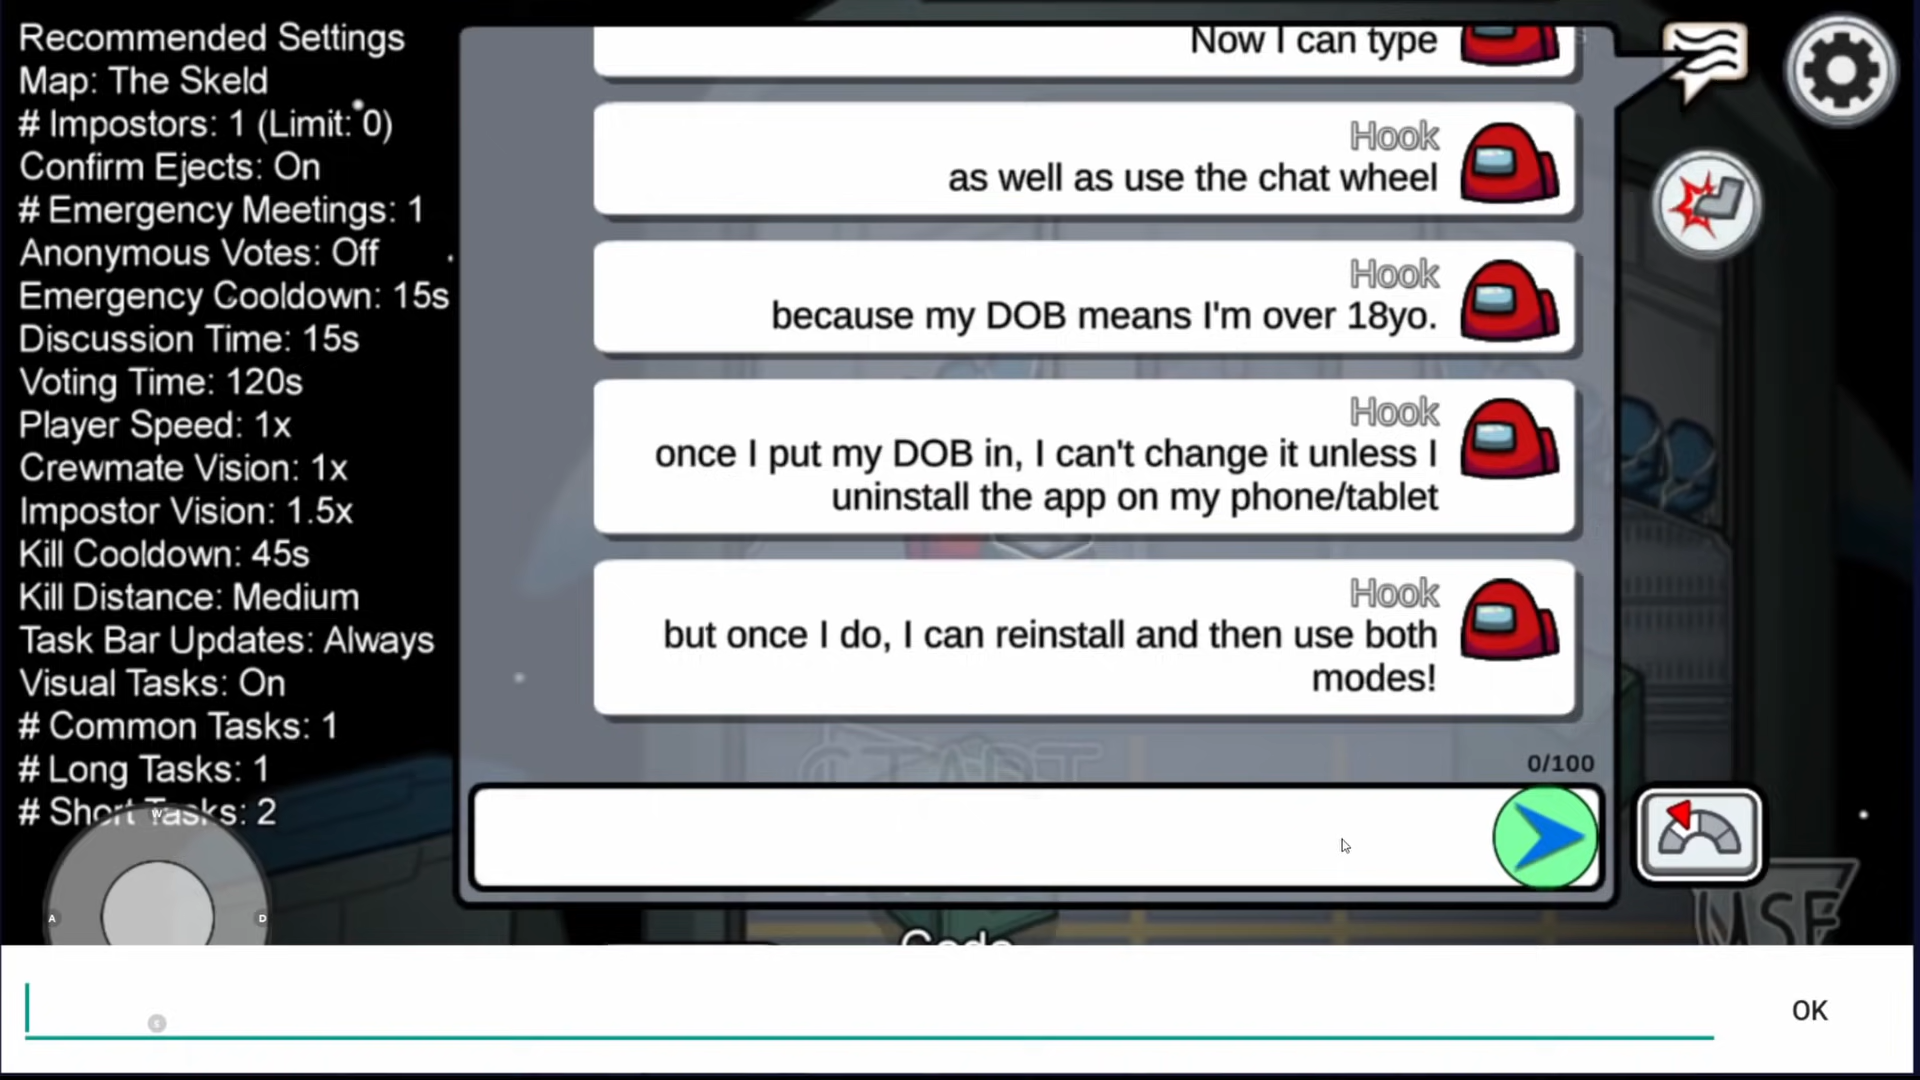 Recommended Settings
Map: The Skeld
# Impostors: 1 (Limit: 0)
Confirm Ejects: On
# Emergency Meetings: 1
Anonymous Votes: Off
Emergency Cooldown: 15s
Discussion Time: 15s
Voting Time: 120s
Player Speed: 1x
Crewmate Vision: 1x
Impostor Vision: 1.5x
Kill Cooldown: 45s
Kill Distance: Medium
Task Bar Updates: Always
Visual Tasks: On
# Common Tasks: 1
# Long Tasks: 1
# Short Tasks: 2
Now I can type
Hook
as well as use the chat wheel
Hook
because my DOB means I'm over 18yo.
Hook
once I put my DOB in, I can't change it unless I
uninstall the app on my phone/tablet
Hook
but once I do, I can reinstall and then use both
modes!
START
0/100
USE
Code
W
A
D
S
OK